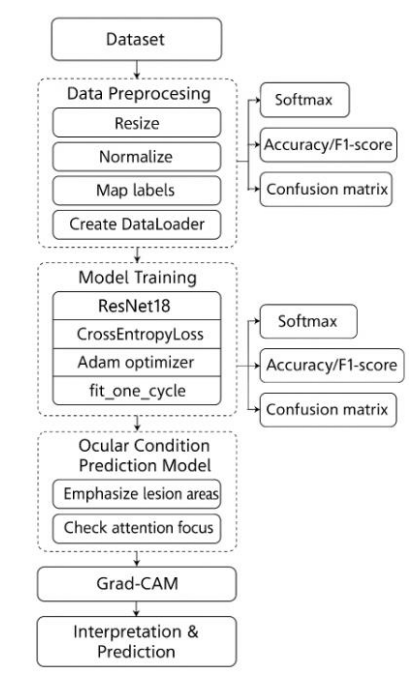 Dataset
Data Preprocesing
Resize
Normalize
Map labels
Create DataLoader
Softmax
Accuracy/F1-score
Confusion matrix
Model Training
ResNet18
CrossEntropyLoss
Adam optimizer
fit_one_cycle
Softmax
Accuracy/F1-score
Confusion matrix
Ocular Condition
Prediction Model
Emphasize lesion areas
Check attention focus
Grad-CAM
Interpretation &
Prediction